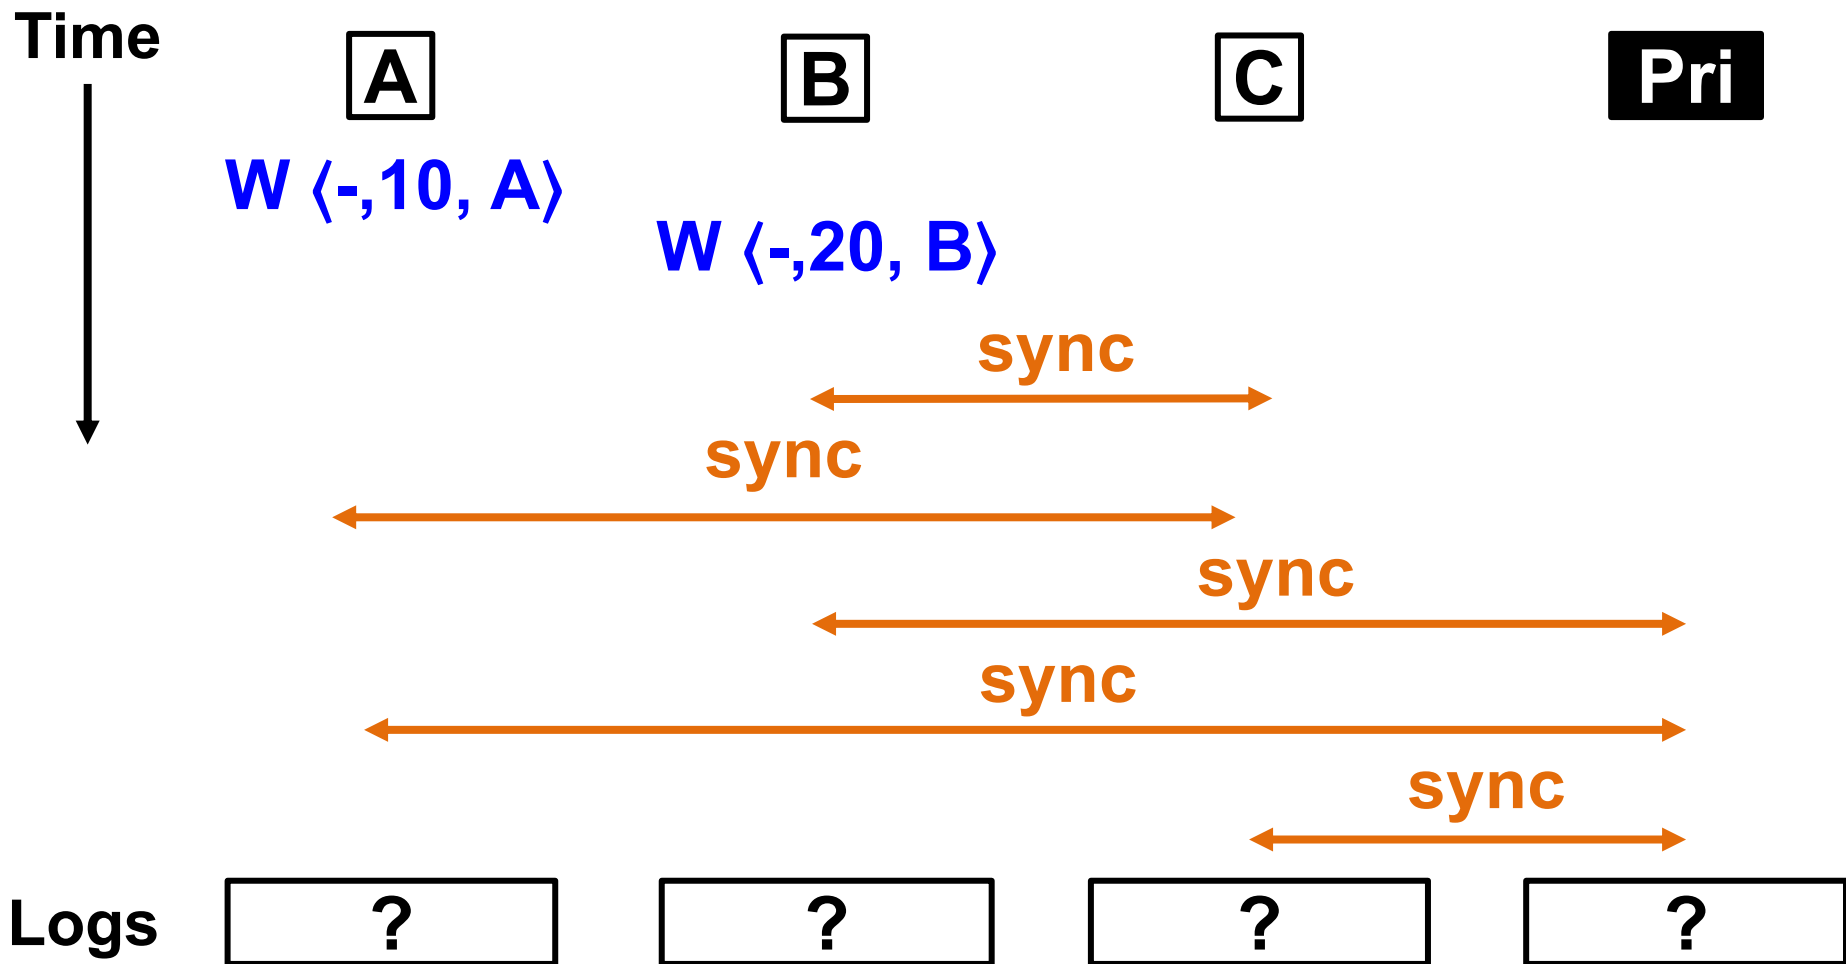 Time
A
B
C
Pri
W ⟨-,10, A⟩
W ⟨-,20, B⟩
sync
sync
sync
sync
sync
Logs
?
?
?
?